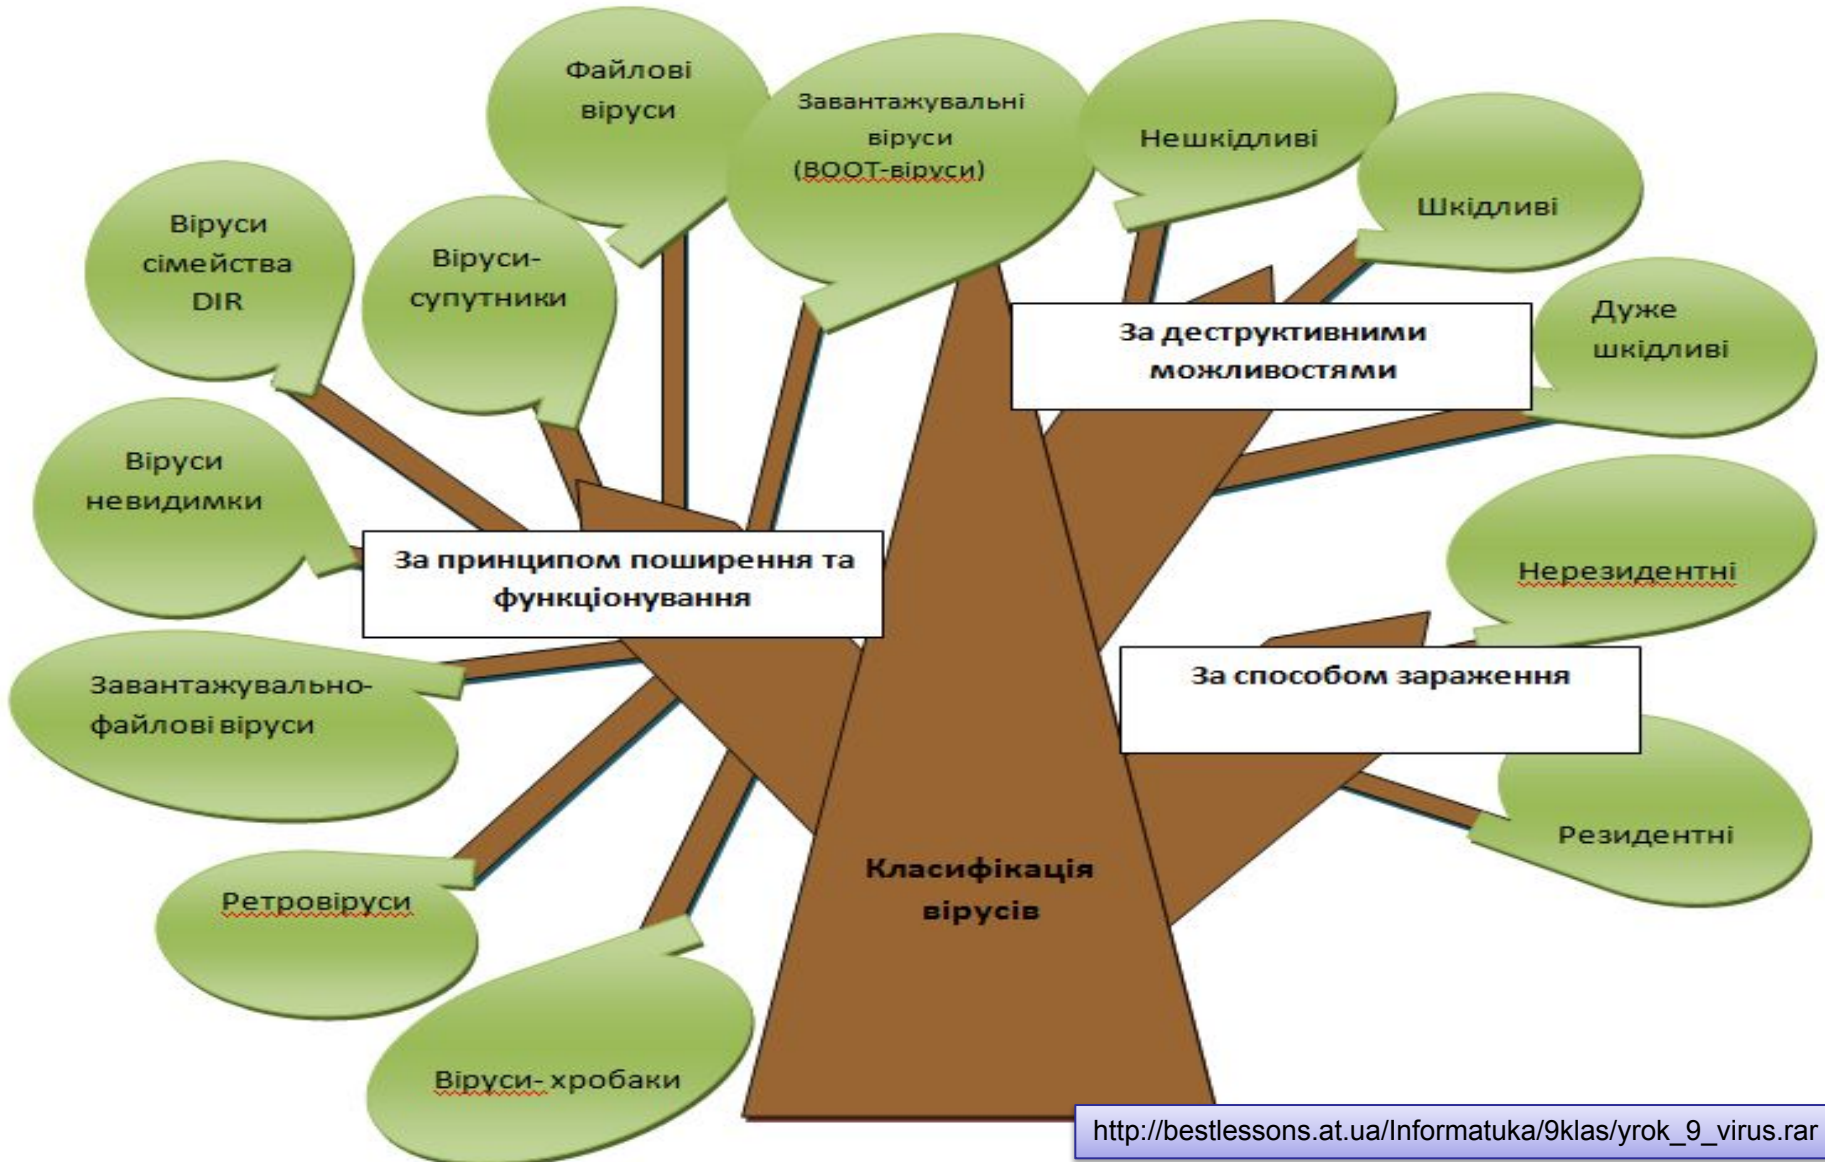 Файлові
віруси
Завантажувальні
віруси
(BOOT-віруси)
Нешкідливі
Шкідливі
Дуже
шкідливі
Віруси
сімейства
DIR
Віруси-
супутники
За деструктивними
можливостями
Віруси
невидимки
За принципом поширення та
функціонування
Нерезидентні
За способом зараження
Резидентні
Завантажувально-
файлові віруси
Ретровіруси
Віруси- хробаки
Класифікація
вірусів
http://bestlessons.at.ua/Informatuka/9klas/yrok_9_virus.rar